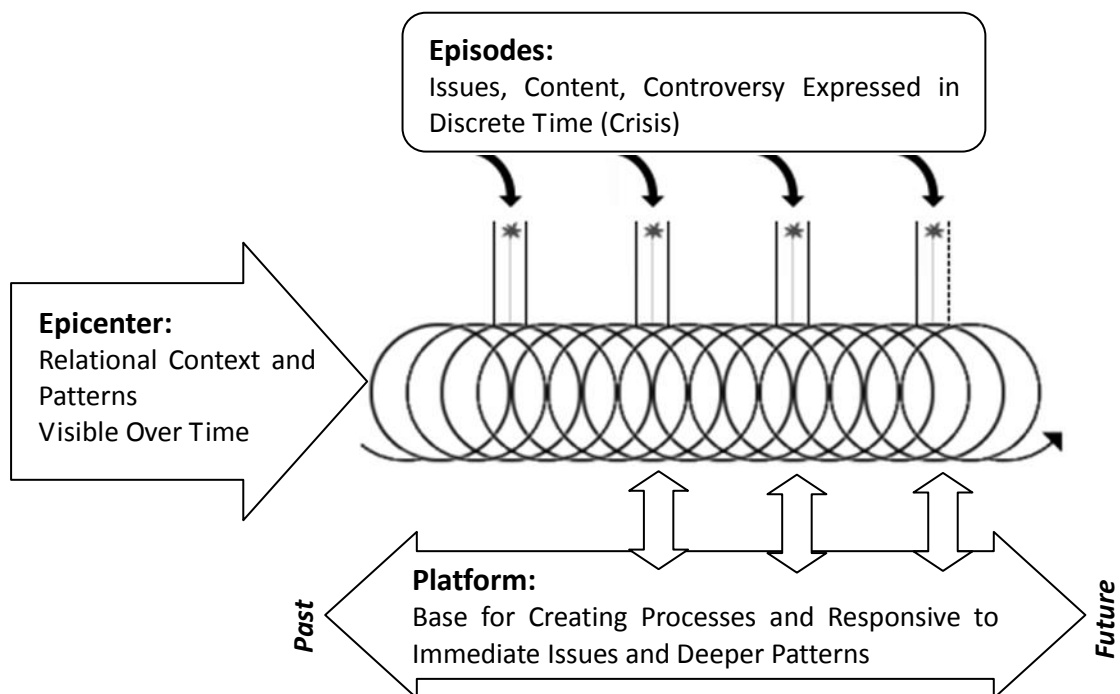 Episodes:
Issues, Content, Controversy Expressed in
Discrete Time (Crisis)
Epicenter:
Relational Context and
Patterns
Visible Over Time
Platform:
Base for Creating Processes and Responsive to
Immediate Issues and Deeper Patterns
Past
Future